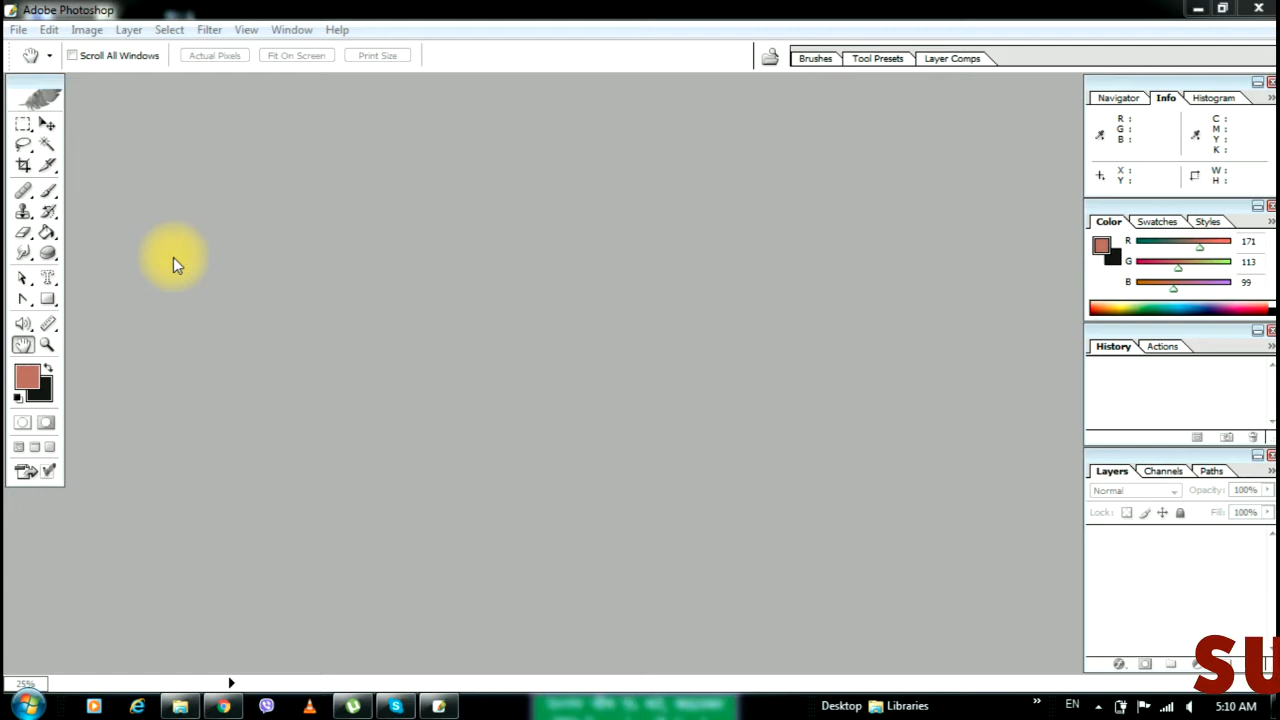 Adobe Photoshop
File Edit Image Layer Select Filter View Window Help
Scroll All Windows Actual Pixels Fit On Screen Print Size Brushes Tool Presets Layer Comps
Navigator Info Histogram
R : C :
G : M :
B : Y :
K :
X : W :
Y : H :
Color Swatches Styles
R 171
G 113
B 99
History Actions
Layers Channels Paths
Normal Opacity: 100%
Lock: Fill: 100%
SU
25%
Desktop Libraries EN 5:10 AM